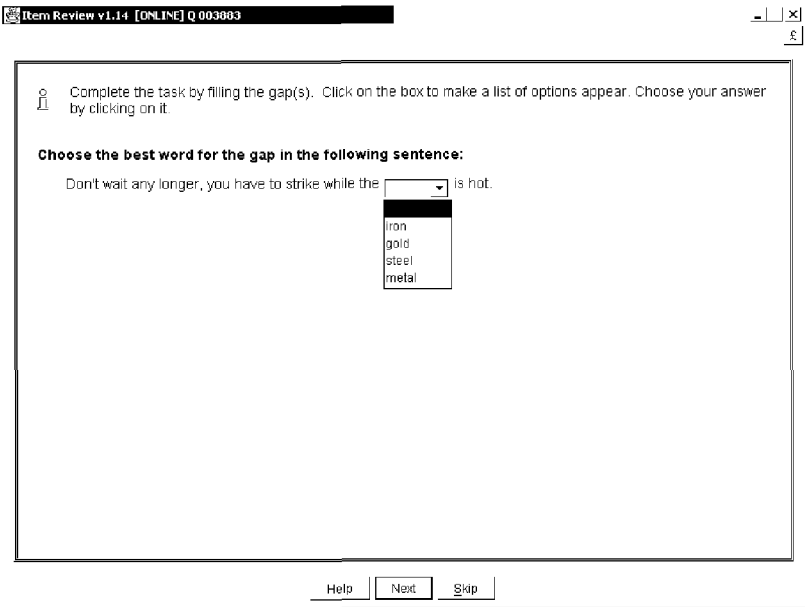 Item Review v1.14 [ONLINE] Q 003883
£
Complete the task by filling the gap(s). Click on the box to make a list of options appear. Choose your answer
by clicking on it.
Choose the best word for the gap in the following sentence:
Don't wait any longer, you have to strike while the is hot.
iron
gold
steel
metal
Help Next Skip